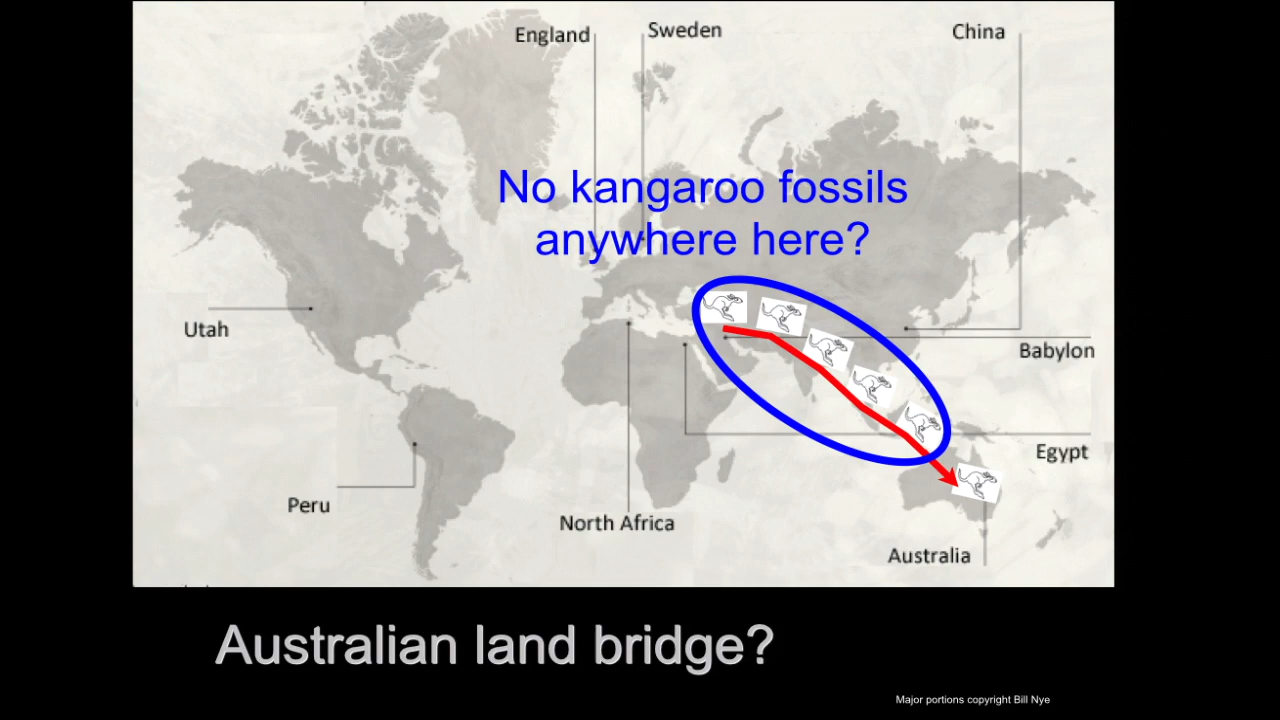 England
Sweden
China
No kangaroo fossils
anywhere here?
Utah
Babylon
Egypt
Peru
North Africa
Australia
Australian land bridge?
Major portions copyright Bill Nye